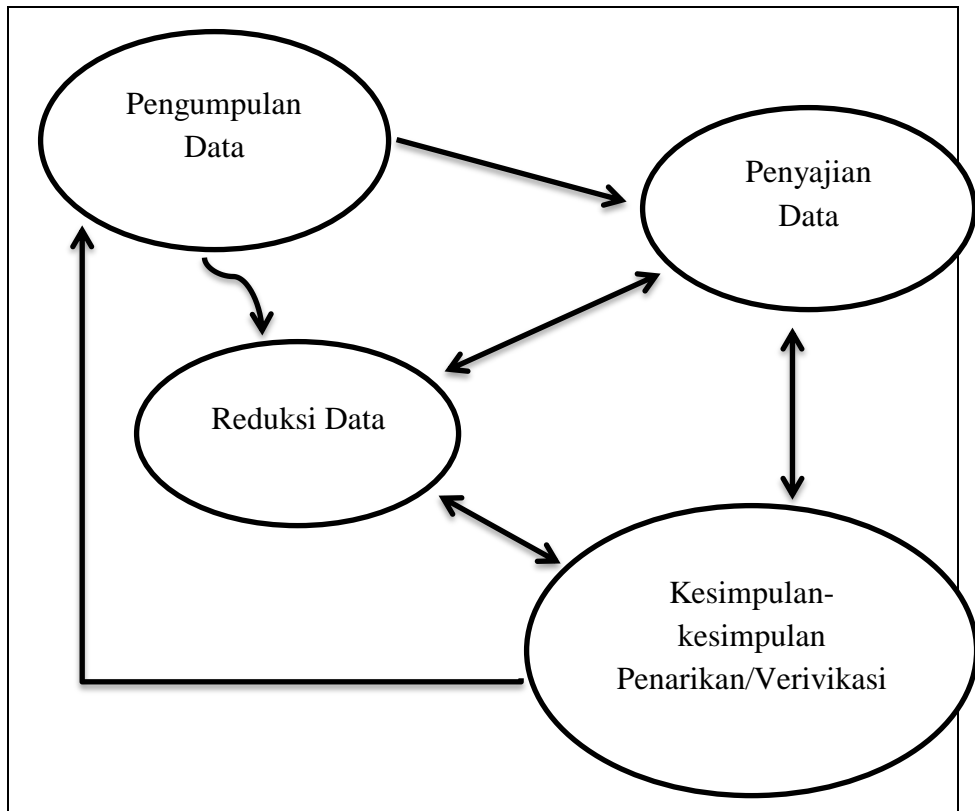 Pengumpulan
Data
Penyajian
Data
Reduksi Data
Kesimpulan-
kesimpulan
Penarikan/Verivikasi